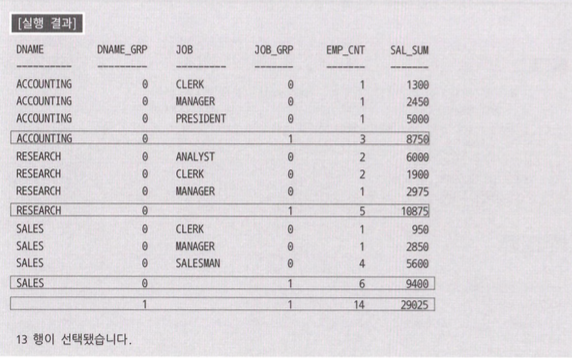 [실행 결과]
DNAME DNAME_GRP JOB JOB_GRP EMP_CNT SAL_SUM
---------- --------- --------- ------- ------- -------
ACCOUNTING 0 CLERK 0 1 1300
ACCOUNTING 0 MANAGER 0 1 2450
ACCOUNTING 0 PRESIDENT 0 1 5000
ACCOUNTING 0 1 3 8750
RESEARCH 0 ANALYST 0 2 6000
RESEARCH 0 CLERK 0 2 1900
RESEARCH 0 MANAGER 0 1 2975
RESEARCH 0 1 5 10875
SALES 0 CLERK 0 1 950
SALES 0 MANAGER 0 1 2850
SALES 0 SALESMAN 0 4 5600
SALES 0 1 6 9400
1 1 14 29025
13 행이 선택됐습니다.